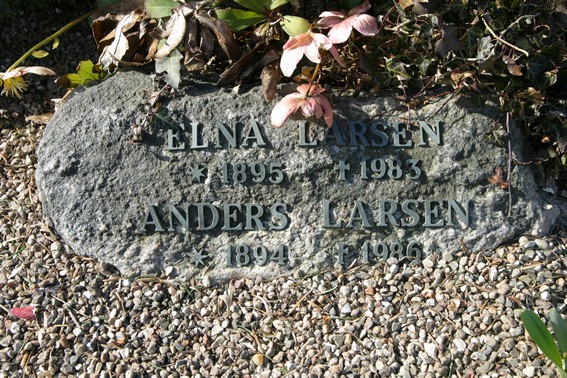 ELNA LARSEN
* 1895 ✝ 1983
ANDERS LARSEN
* 1894 ✝ 1986